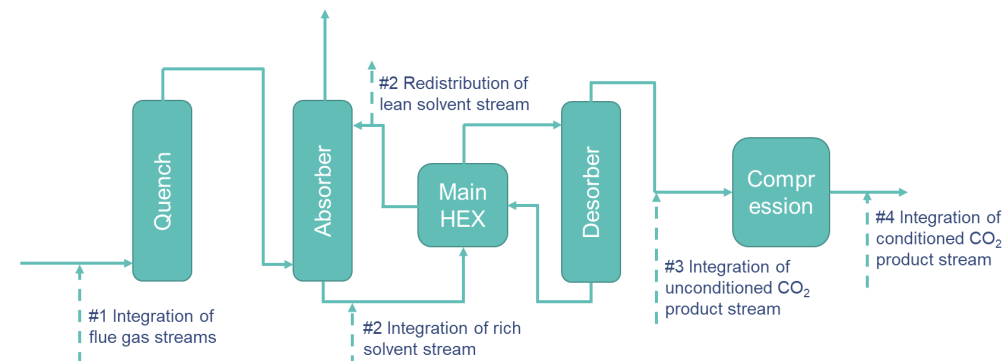 Quench
#1 Integration of
flue gas streams
Absorber
#2 Redistribution of
lean solvent stream
#2 Integration of rich
solvent stream
Main
HEX
Desorber
#3 Integration of
unconditioned CO₂
product stream
Compr
ession
#4 Integration of
conditioned CO₂
product stream